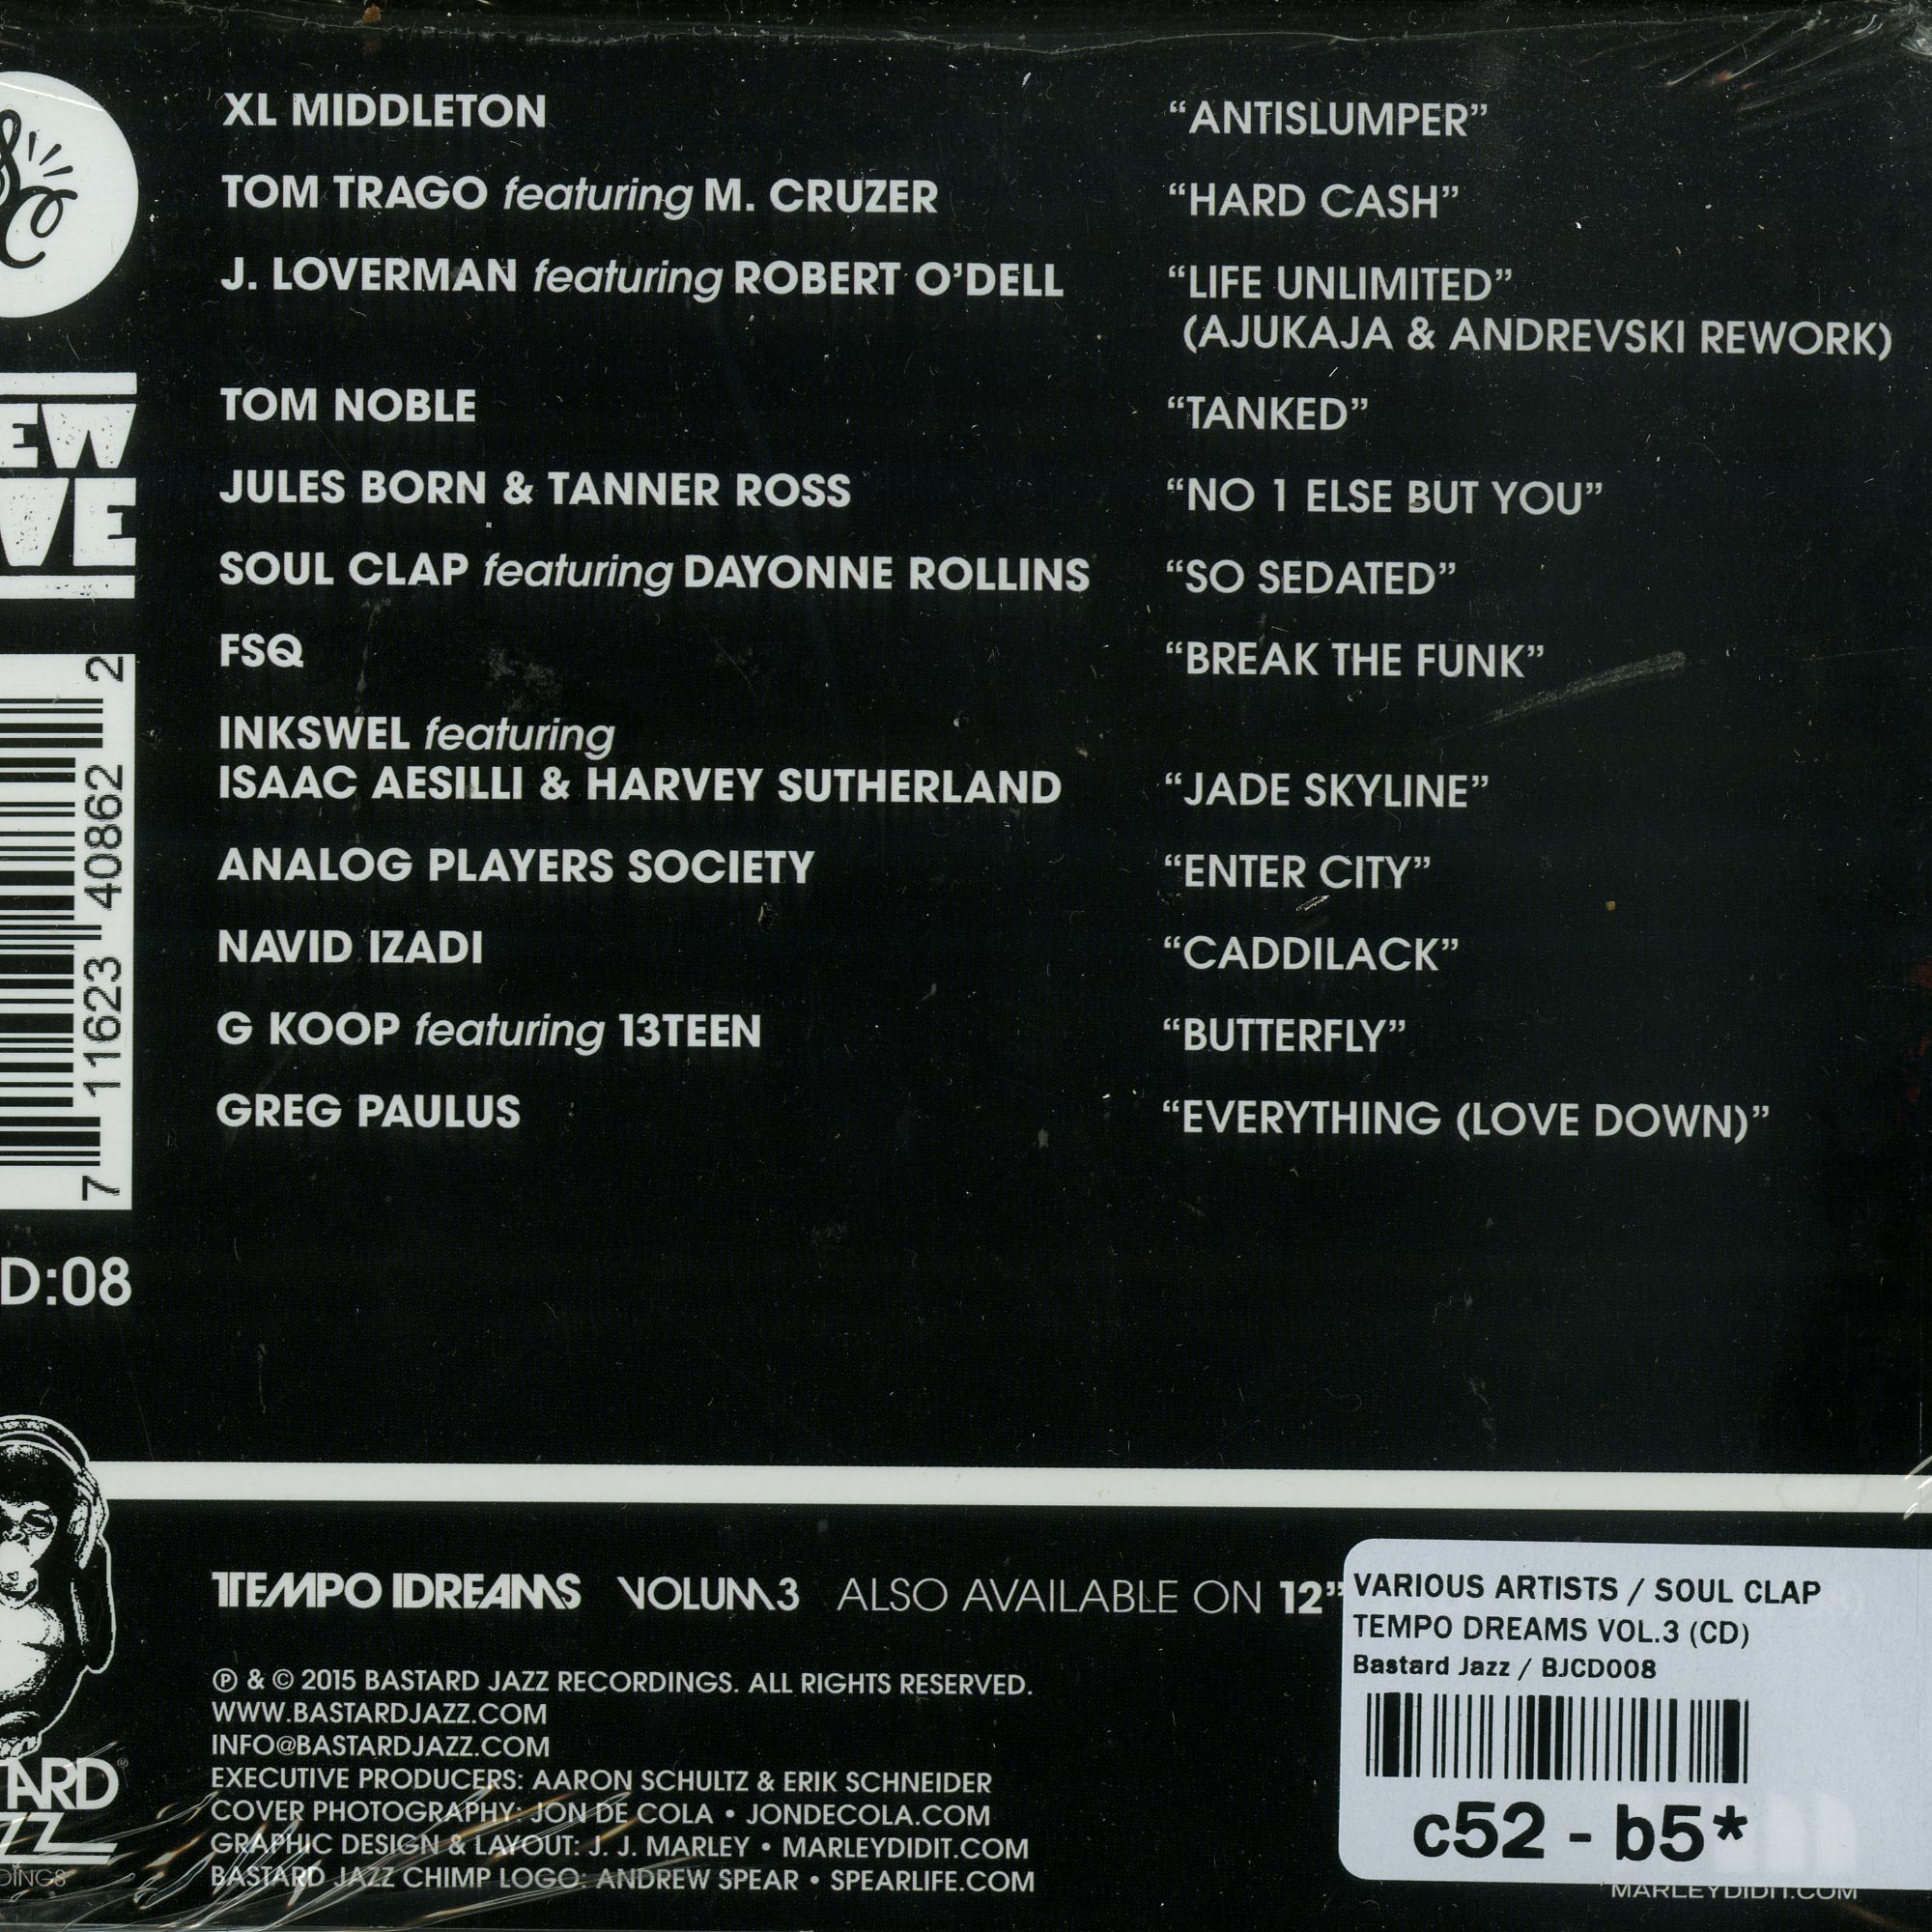 XL MIDDLETON "ANTISLUMPER"
TOM TRAGO featuring M. CRUZER "HARD CASH"
J. LOVERMAN featuring ROBERT O'DELL "LIFE UNLIMITED"
(AJUKAJA & ANDREVSKI REWORK)
TOM NOBLE "TANKED"
JULES BORN & TANNER ROSS "NO 1 ELSE BUT YOU"
SOUL CLAP featuring DAYONNE ROLLINS "SO SEDATED"
FSQ "BREAK THE FUNK"
INKSWEL featuring
ISAAC AESILLI & HARVEY SUTHERLAND "JADE SKYLINE"
ANALOG PLAYERS SOCIETY "ENTER CITY"
NAVID IZADI "CADDILACK"
G KOOP featuring 13TEEN "BUTTERFLY"
GREG PAULUS "EVERYTHING (LOVE DOWN)"
7 11623 40862 2
D:08
TEMPO DREAMS VOLUM3 ALSO AVAILABLE ON 12"
℗ & © 2015 BASTARD JAZZ RECORDINGS. ALL RIGHTS RESERVED.
WWW.BASTARDJAZZ.COM
INFO@BASTARDJAZZ.COM
EXECUTIVE PRODUCERS: AARON SCHULTZ & ERIK SCHNEIDER
COVER PHOTOGRAPHY: JON DE COLA • JONDECOLA.COM
GRAPHIC DESIGN & LAYOUT: J. J. MARLEY • MARLEYDIDIT.COM
BASTARD JAZZ CHIMP LOGO: ANDREW SPEAR • SPEARLIFE.COM
VARIOUS ARTISTS / SOUL CLAP
TEMPO DREAMS VOL.3 (CD)
Bastard Jazz / BJCD008
c52 - b5*
MARLEYDIDIT.COM